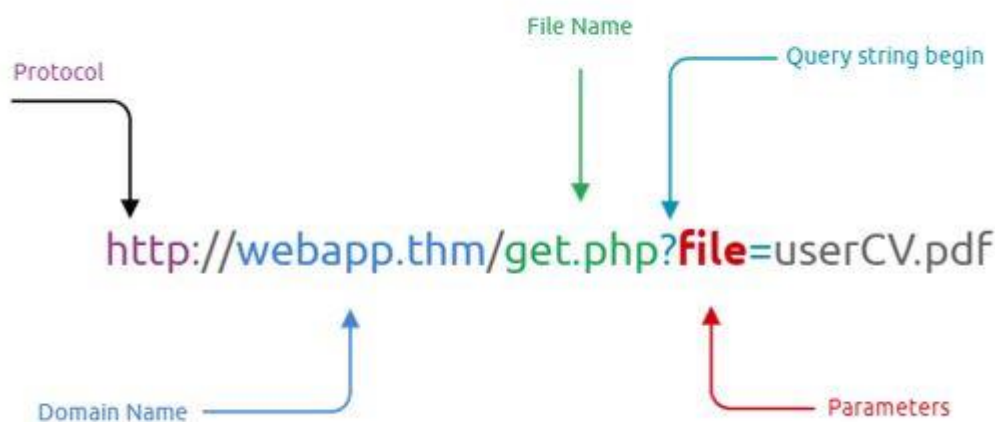 File Name
Query string begin
Protocol
http://webapp.thm/get.php?file=userCV.pdf
Domain Name
Parameters